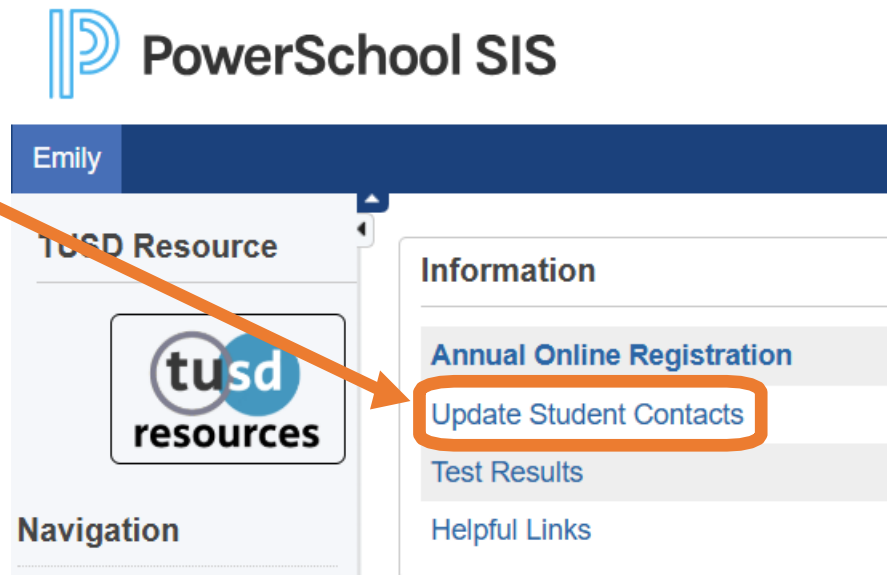 PowerSchool SIS
Emily
TUSD Resource
tusd
resources
Navigation
Information
Annual Online Registration
Update Student Contacts
Test Results
Helpful Links